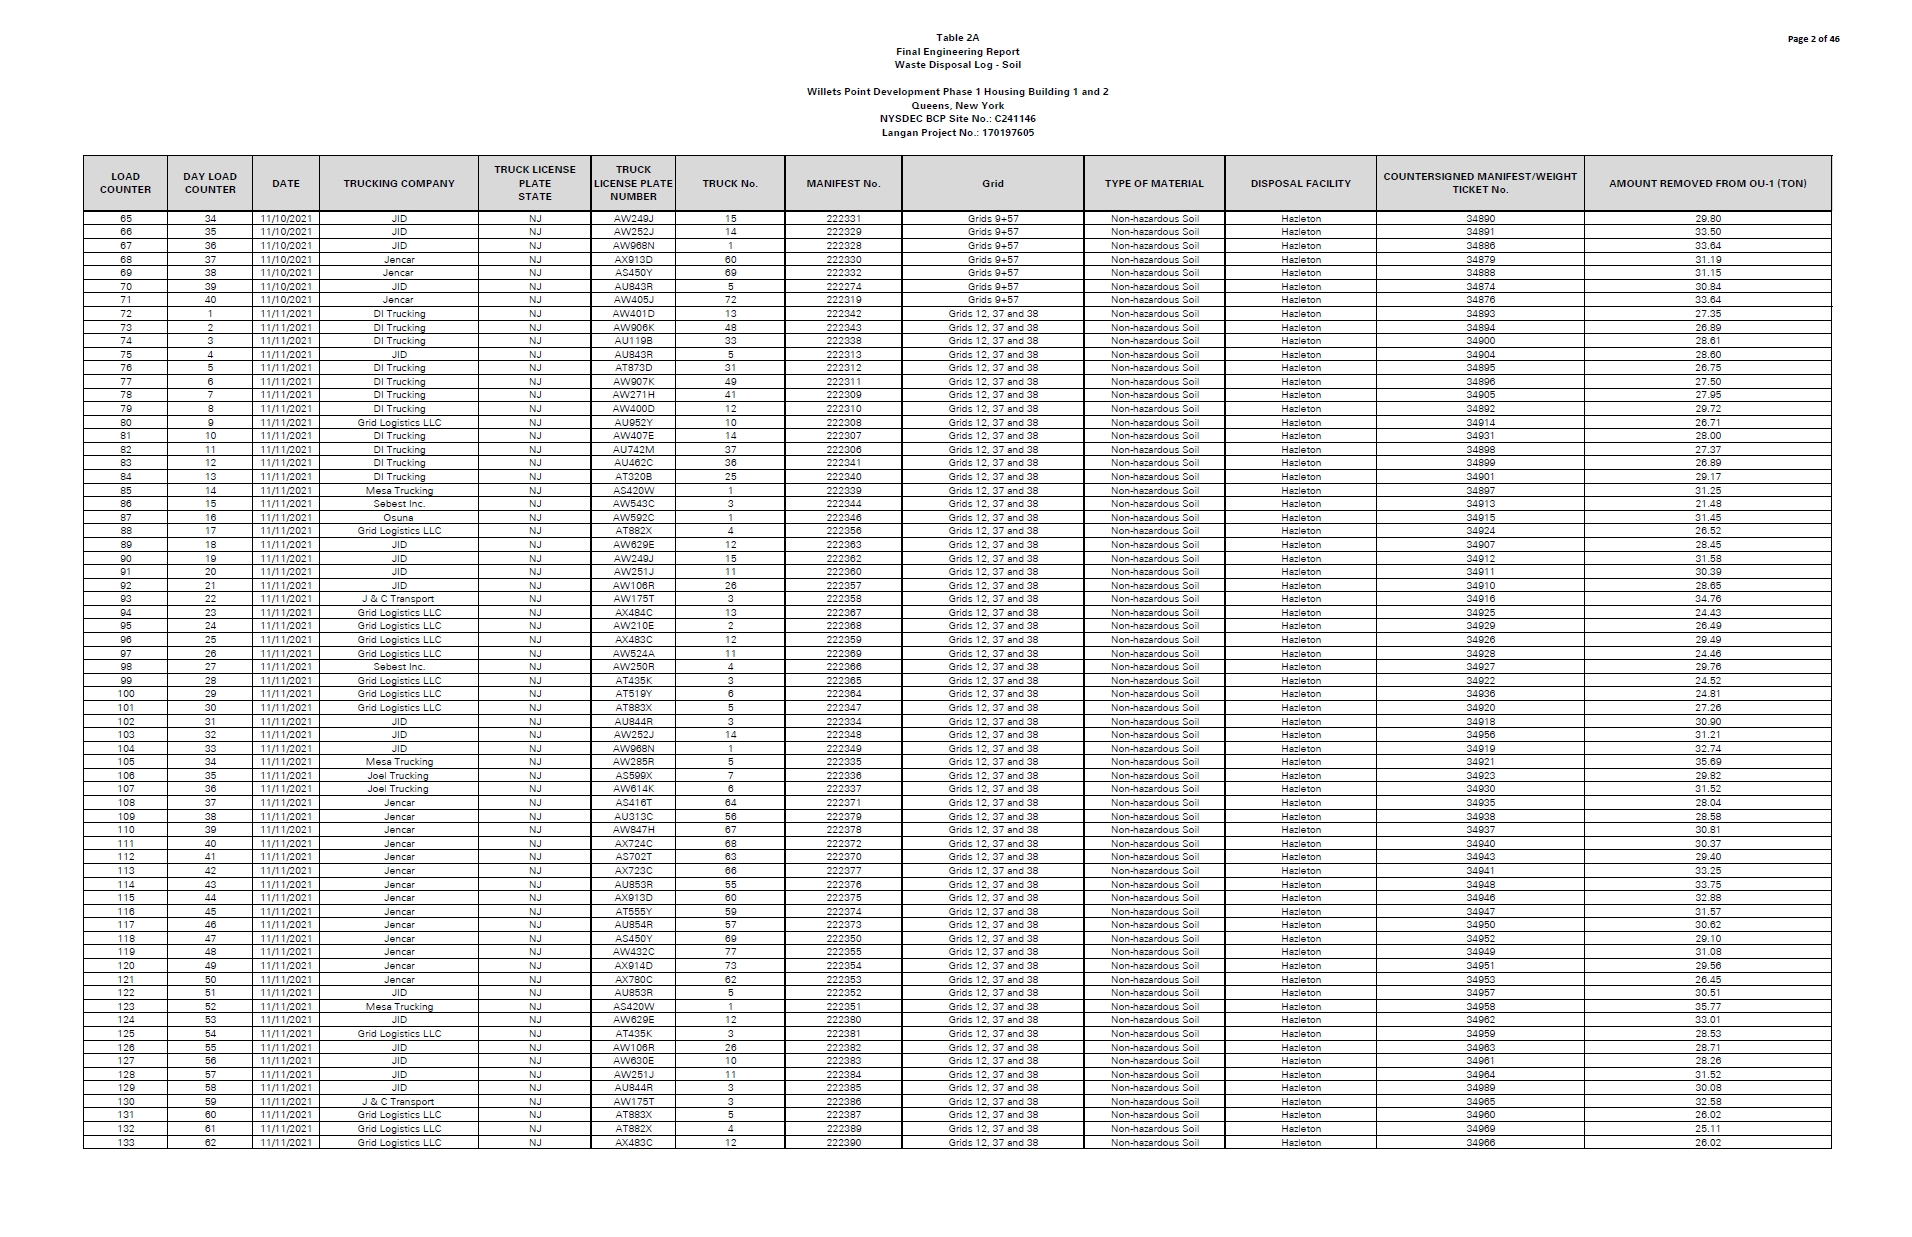 Table 2A
Page 2 of 46
Final Engineering Report
Waste Disposal Log - Soil
Willets Point Development Phase 1 Housing Building 1 and 2
Queens, New York
NYSDEC BCP Site No.: C241146
Langan Project No.: 170197605
LOAD COUNTER DAY LOAD COUNTER DATE TRUCKING COMPANY TRUCK LICENSE PLATE STATE TRUCK LICENSE PLATE NUMBER TRUCK No. MANIFEST No. Grid TYPE OF MATERIAL DISPOSAL FACILITY COUNTERSIGNED MANIFEST/WEIGHT TICKET No. AMOUNT REMOVED FROM OU-1 (TON)
65 34 11/10/2021 JID NJ AW249J 15 222331 Grids 9+57 Non-hazardous Soil Hazleton 34890 29.80
66 35 11/10/2021 JID NJ AW252J 14 222329 Grids 9+57 Non-hazardous Soil Hazleton 34891 33.50
67 36 11/10/2021 JID NJ AW968N 1 222328 Grids 9+57 Non-hazardous Soil Hazleton 34886 33.64
68 37 11/10/2021 Jencar NJ AX913D 60 222330 Grids 9+57 Non-hazardous Soil Hazleton 34879 31.19
69 38 11/10/2021 Jencar NJ AS450Y 69 222332 Grids 9+57 Non-hazardous Soil Hazleton 34888 31.15
70 39 11/10/2021 JID NJ AU843R 5 222274 Grids 9+57 Non-hazardous Soil Hazleton 34874 30.84
71 40 11/10/2021 Jencar NJ AW405J 72 222319 Grids 9+57 Non-hazardous Soil Hazleton 34876 33.64
72 1 11/11/2021 DI Trucking NJ AW401D 13 222342 Grids 12, 37 and 38 Non-hazardous Soil Hazleton 34893 27.35
73 2 11/11/2021 DI Trucking NJ AW906K 48 222343 Grids 12, 37 and 38 Non-hazardous Soil Hazleton 34894 26.89
74 3 11/11/2021 DI Trucking NJ AU119B 33 222338 Grids 12, 37 and 38 Non-hazardous Soil Hazleton 34900 28.61
75 4 11/11/2021 JID NJ AU843R 5 222313 Grids 12, 37 and 38 Non-hazardous Soil Hazleton 34904 28.60
76 5 11/11/2021 DI Trucking NJ AT873D 31 222312 Grids 12, 37 and 38 Non-hazardous Soil Hazleton 34895 26.75
77 6 11/11/2021 DI Trucking NJ AW907K 49 222311 Grids 12, 37 and 38 Non-hazardous Soil Hazleton 34896 27.50
78 7 11/11/2021 DI Trucking NJ AW271H 41 222309 Grids 12, 37 and 38 Non-hazardous Soil Hazleton 34905 27.95
79 8 11/11/2021 DI Trucking NJ AW400D 12 222310 Grids 12, 37 and 38 Non-hazardous Soil Hazleton 34892 29.72
80 9 11/11/2021 Grid Logistics LLC NJ AU952Y 10 222308 Grids 12, 37 and 38 Non-hazardous Soil Hazleton 34914 26.71
81 10 11/11/2021 DI Trucking NJ AW407E 14 222307 Grids 12, 37 and 38 Non-hazardous Soil Hazleton 34931 28.00
82 11 11/11/2021 DI Trucking NJ AU742M 37 222306 Grids 12, 37 and 38 Non-hazardous Soil Hazleton 34898 27.37
83 12 11/11/2021 DI Trucking NJ AU462C 36 222341 Grids 12, 37 and 38 Non-hazardous Soil Hazleton 34899 26.89
84 13 11/11/2021 DI Trucking NJ AT320B 25 222340 Grids 12, 37 and 38 Non-hazardous Soil Hazleton 34901 29.17
85 14 11/11/2021 Mesa Trucking NJ AS420W 1 222339 Grids 12, 37 and 38 Non-hazardous Soil Hazleton 34897 31.25
86 15 11/11/2021 Sebest Inc. NJ AW543C 3 222344 Grids 12, 37 and 38 Non-hazardous Soil Hazleton 34913 21.48
87 16 11/11/2021 Osuna NJ AW592C 1 222346 Grids 12, 37 and 38 Non-hazardous Soil Hazleton 34915 31.45
88 17 11/11/2021 Grid Logistics LLC NJ AT882X 4 222356 Grids 12, 37 and 38 Non-hazardous Soil Hazleton 34924 26.52
89 18 11/11/2021 JID NJ AW629E 12 222363 Grids 12, 37 and 38 Non-hazardous Soil Hazleton 34907 28.45
90 19 11/11/2021 JID NJ AW249J 15 222362 Grids 12, 37 and 38 Non-hazardous Soil Hazleton 34912 31.58
91 20 11/11/2021 JID NJ AW251J 11 222360 Grids 12, 37 and 38 Non-hazardous Soil Hazleton 34911 30.39
92 21 11/11/2021 JID NJ AW106R 26 222357 Grids 12, 37 and 38 Non-hazardous Soil Hazleton 34910 28.65
93 22 11/11/2021 J & C Transport NJ AW175T 3 222358 Grids 12, 37 and 38 Non-hazardous Soil Hazleton 34916 34.76
94 23 11/11/2021 Grid Logistics LLC NJ AX484C 13 222367 Grids 12, 37 and 38 Non-hazardous Soil Hazleton 34925 24.43
95 24 11/11/2021 Grid Logistics LLC NJ AW210E 2 222368 Grids 12, 37 and 38 Non-hazardous Soil Hazleton 34929 26.49
96 25 11/11/2021 Grid Logistics LLC NJ AX483C 12 222359 Grids 12, 37 and 38 Non-hazardous Soil Hazleton 34926 29.49
97 26 11/11/2021 Grid Logistics LLC NJ AW524A 11 222369 Grids 12, 37 and 38 Non-hazardous Soil Hazleton 34928 24.46
98 27 11/11/2021 Sebest Inc. NJ AW250R 4 222366 Grids 12, 37 and 38 Non-hazardous Soil Hazleton 34927 29.76
99 28 11/11/2021 Grid Logistics LLC NJ AT435K 3 222365 Grids 12, 37 and 38 Non-hazardous Soil Hazleton 34922 24.52
100 29 11/11/2021 Grid Logistics LLC NJ AT519Y 6 222364 Grids 12, 37 and 38 Non-hazardous Soil Hazleton 34936 24.81
101 30 11/11/2021 Grid Logistics LLC NJ AT883X 5 222347 Grids 12, 37 and 38 Non-hazardous Soil Hazleton 34920 27.26
102 31 11/11/2021 JID NJ AU844R 3 222334 Grids 12, 37 and 38 Non-hazardous Soil Hazleton 34918 30.90
103 32 11/11/2021 JID NJ AW252J 14 222348 Grids 12, 37 and 38 Non-hazardous Soil Hazleton 34956 31.21
104 33 11/11/2021 JID NJ AW968N 1 222349 Grids 12, 37 and 38 Non-hazardous Soil Hazleton 34919 32.74
105 34 11/11/2021 Mesa Trucking NJ AW285R 5 222335 Grids 12, 37 and 38 Non-hazardous Soil Hazleton 34921 35.69
106 35 11/11/2021 Joel Trucking NJ AS599X 7 222336 Grids 12, 37 and 38 Non-hazardous Soil Hazleton 34923 29.82
107 36 11/11/2021 Joel Trucking NJ AW614K 6 222337 Grids 12, 37 and 38 Non-hazardous Soil Hazleton 34930 31.52
108 37 11/11/2021 Jencar NJ AS416T 64 222371 Grids 12, 37 and 38 Non-hazardous Soil Hazleton 34935 28.04
109 38 11/11/2021 Jencar NJ AU313C 56 222379 Grids 12, 37 and 38 Non-hazardous Soil Hazleton 34938 28.58
110 39 11/11/2021 Jencar NJ AW847H 67 222378 Grids 12, 37 and 38 Non-hazardous Soil Hazleton 34937 30.81
111 40 11/11/2021 Jencar NJ AX724C 68 222372 Grids 12, 37 and 38 Non-hazardous Soil Hazleton 34940 30.37
112 41 11/11/2021 Jencar NJ AS702T 63 222370 Grids 12, 37 and 38 Non-hazardous Soil Hazleton 34943 29.40
113 42 11/11/2021 Jencar NJ AX723C 66 222377 Grids 12, 37 and 38 Non-hazardous Soil Hazleton 34941 33.25
114 43 11/11/2021 Jencar NJ AU853R 55 222376 Grids 12, 37 and 38 Non-hazardous Soil Hazleton 34948 33.75
115 44 11/11/2021 Jencar NJ AX913D 60 222375 Grids 12, 37 and 38 Non-hazardous Soil Hazleton 34946 32.88
116 45 11/11/2021 Jencar NJ AT555Y 59 222374 Grids 12, 37 and 38 Non-hazardous Soil Hazleton 34947 31.57
117 46 11/11/2021 Jencar NJ AU854R 57 222373 Grids 12, 37 and 38 Non-hazardous Soil Hazleton 34950 30.62
118 47 11/11/2021 Jencar NJ AS450Y 69 222350 Grids 12, 37 and 38 Non-hazardous Soil Hazleton 34952 29.10
119 48 11/11/2021 Jencar NJ AW432C 77 222355 Grids 12, 37 and 38 Non-hazardous Soil Hazleton 34949 31.08
120 49 11/11/2021 Jencar NJ AX914D 73 222354 Grids 12, 37 and 38 Non-hazardous Soil Hazleton 34951 29.56
121 50 11/11/2021 Jencar NJ AX780C 62 222353 Grids 12, 37 and 38 Non-hazardous Soil Hazleton 34953 26.45
122 51 11/11/2021 JID NJ AU853R 5 222352 Grids 12, 37 and 38 Non-hazardous Soil Hazleton 34957 30.51
123 52 11/11/2021 Mesa Trucking NJ AS420W 1 222351 Grids 12, 37 and 38 Non-hazardous Soil Hazleton 34958 35.77
124 53 11/11/2021 JID NJ AW629E 12 222380 Grids 12, 37 and 38 Non-hazardous Soil Hazleton 34962 33.01
125 54 11/11/2021 Grid Logistics LLC NJ AT435K 3 222381 Grids 12, 37 and 38 Non-hazardous Soil Hazleton 34959 28.53
126 55 11/11/2021 JID NJ AW106R 26 222382 Grids 12, 37 and 38 Non-hazardous Soil Hazleton 34963 28.71
127 56 11/11/2021 JID NJ AW630E 10 222383 Grids 12, 37 and 38 Non-hazardous Soil Hazleton 34961 28.26
128 57 11/11/2021 JID NJ AW251J 11 222384 Grids 12, 37 and 38 Non-hazardous Soil Hazleton 34964 31.52
129 58 11/11/2021 JID NJ AU844R 3 222385 Grids 12, 37 and 38 Non-hazardous Soil Hazleton 34989 30.08
130 59 11/11/2021 J & C Transport NJ AW175T 3 222386 Grids 12, 37 and 38 Non-hazardous Soil Hazleton 34965 32.58
131 60 11/11/2021 Grid Logistics LLC NJ AT883X 5 222387 Grids 12, 37 and 38 Non-hazardous Soil Hazleton 34960 26.02
132 61 11/11/2021 Grid Logistics LLC NJ AT882X 4 222389 Grids 12, 37 and 38 Non-hazardous Soil Hazleton 34969 25.11
133 62 11/11/2021 Grid Logistics LLC NJ AX483C 12 222390 Grids 12, 37 and 38 Non-hazardous Soil Hazleton 34966 26.02